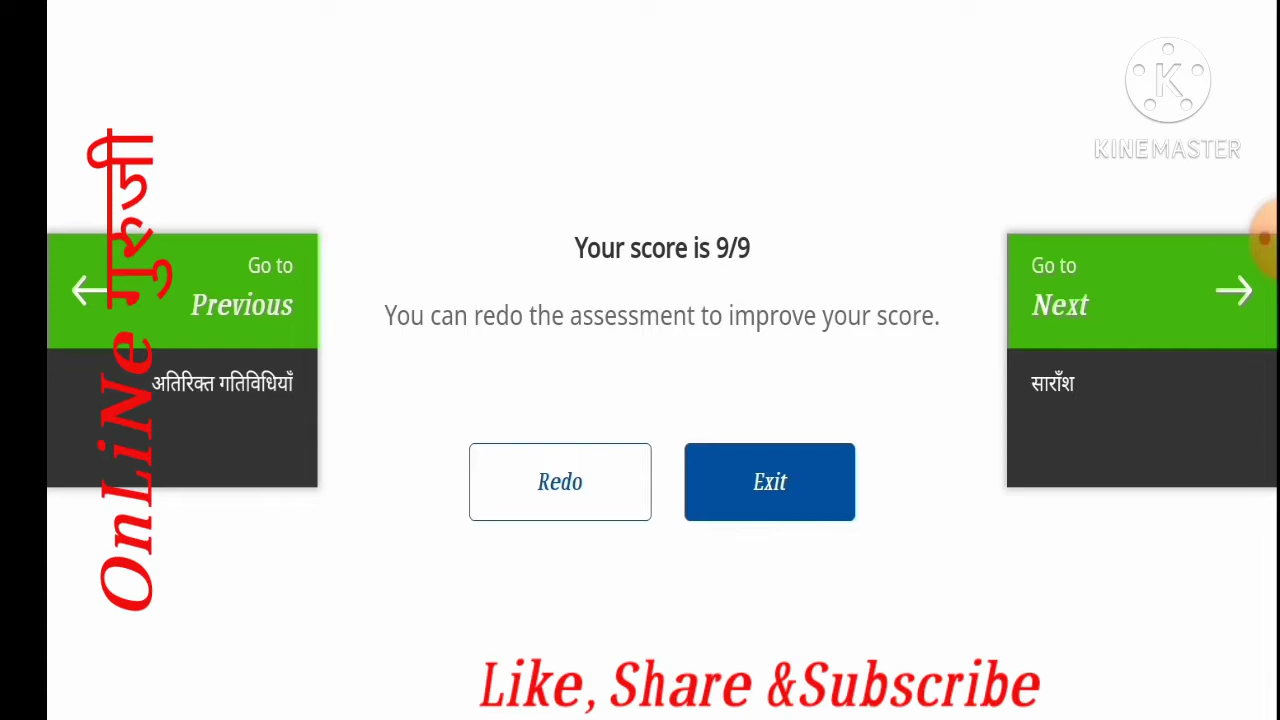 KINEMASTER
OnLiNe गुरुजी
Your score is 9/9
You can redo the assessment to improve your score.
Go to
Previous
अतिरिक्त गतिविधियाँ
Go to
Next
साराँश
Redo
Exit
Like, Share &Subscribe